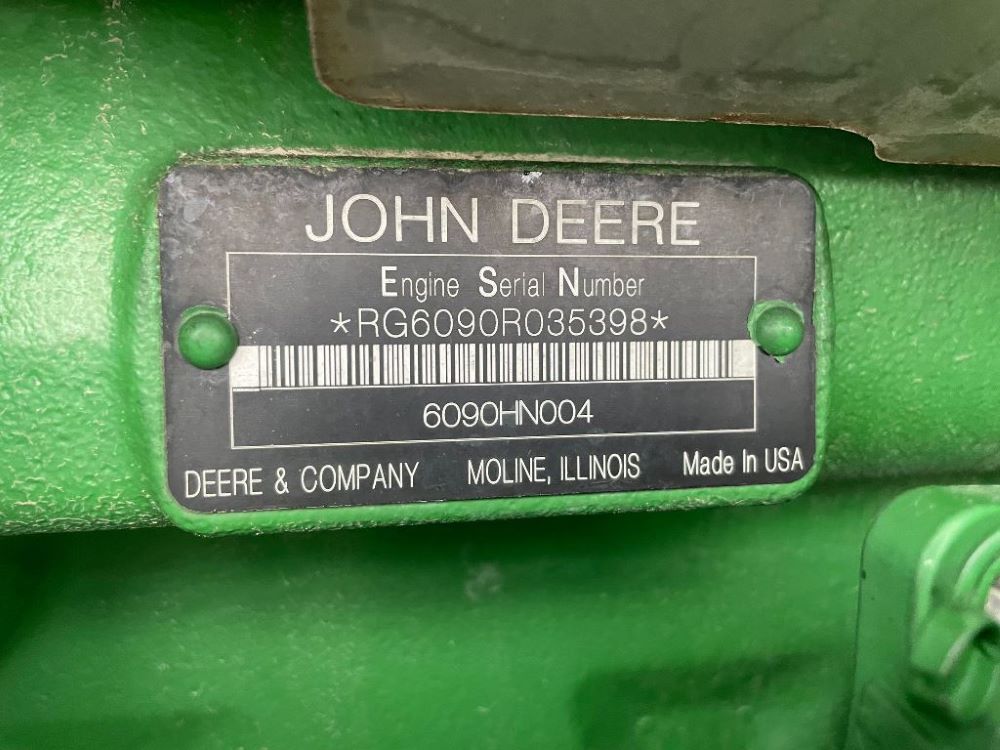 JOHN DEERE
Engine Serial Number
*RG6090R035398*
6090HN004
DEERE & COMPANY MOLINE, ILLINOIS Made In USA